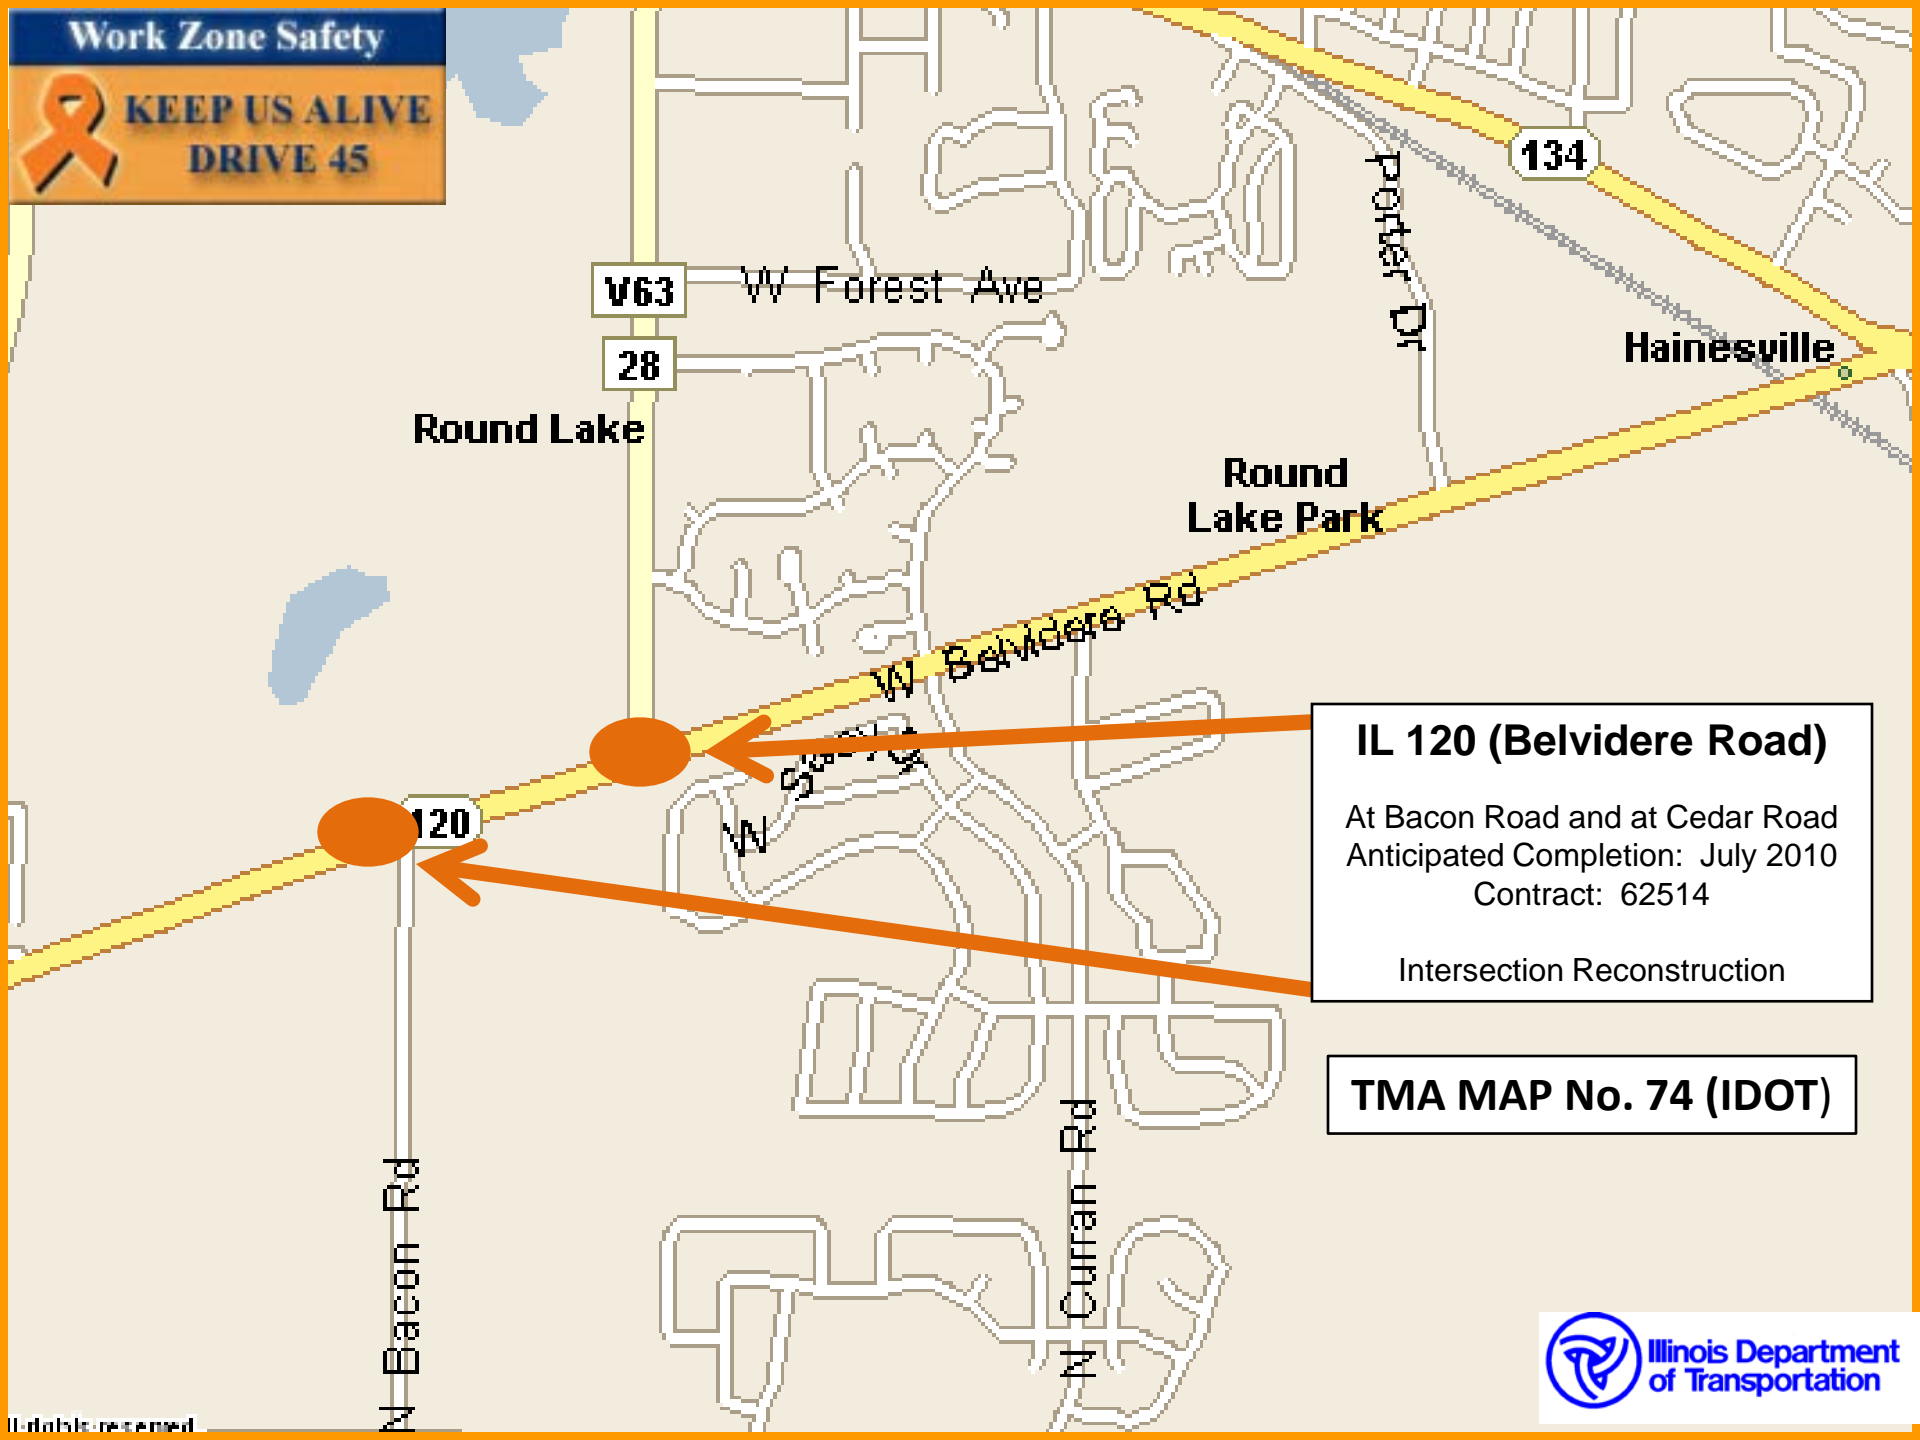 Work Zone Safety
KEEP US ALIVE
DRIVE 45
134
Porter Dr
V63
W Forest Ave
28
Hainesville
Round Lake
Round
Lake Park
W Belvidere Rd
IL 120 (Belvidere Road)
At Bacon Road and at Cedar Road
Anticipated Completion: July 2010
Contract: 62514
Intersection Reconstruction
120
W
TMA MAP No. 74 (IDOT)
N Bacon Rd
N Curran Rd
Illinois Department
of Transportation
rights reserved